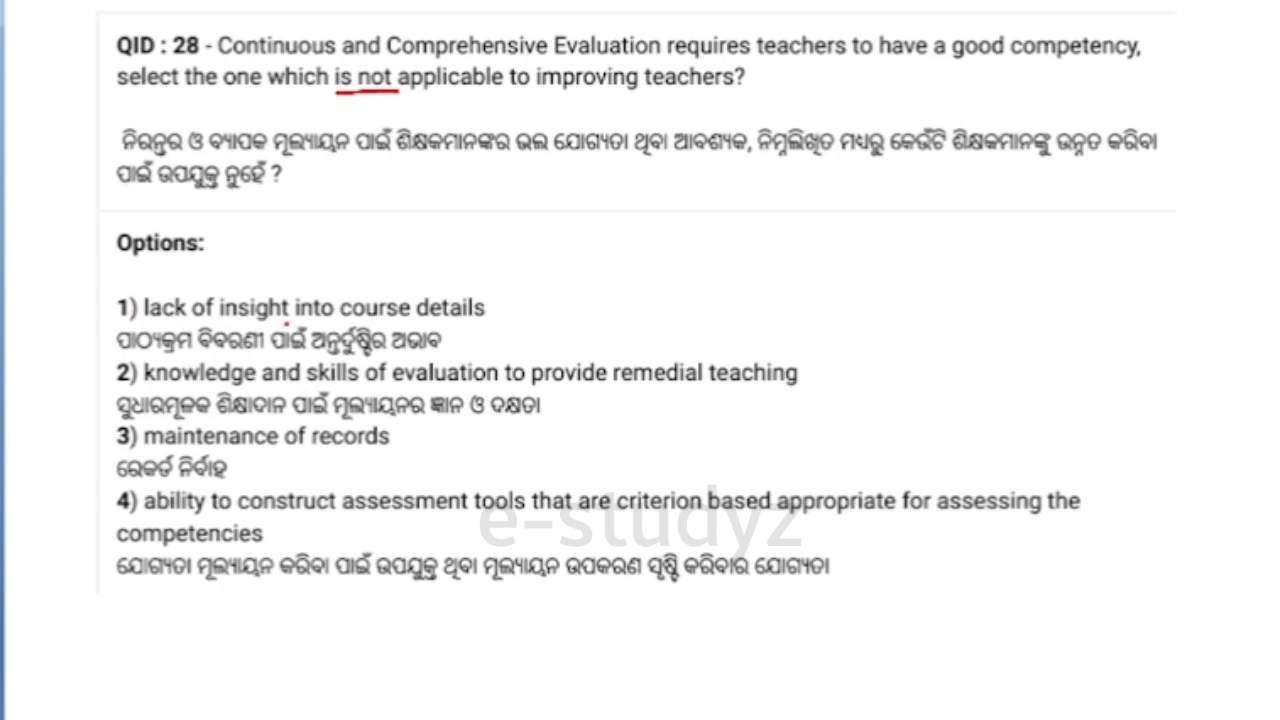 QID : 28 - Continuous and Comprehensive Evaluation requires teachers to have a good competency,
select the one which is not applicable to improving teachers?
ନିରନ୍ତର ଓ ବ୍ୟାପକ ମୂଲ୍ୟାୟନ ପାଇଁ ଶିକ୍ଷକମାନଙ୍କର ଭଲ ଯୋଗ୍ୟତା ଥିବା ଆବଶ୍ୟକ, ନିମ୍ନଲିଖିତ ମଧ୍ୟରୁ କେଉଁଟି ଶିକ୍ଷକମାନଙ୍କୁ ଉନ୍ନତ କରିବା
ପାଇଁ ଉପଯୁକ୍ତ ନୁହେଁ ?
Options:
1) lack of insight into course details
ପାଠ୍ୟକ୍ରମ ବିବରଣୀ ପାଇଁ ଅନ୍ତର୍ଦୃଷ୍ଟିର ଅଭାବ
2) knowledge and skills of evaluation to provide remedial teaching
ସୁଧାରମୂଳକ ଶିକ୍ଷାଦାନ ପାଇଁ ମୂଲ୍ୟାୟନର ଜ୍ଞାନ ଓ ଦକ୍ଷତା
3) maintenance of records
ରେକର୍ଡ ନିର୍ବାହ
4) ability to construct assessment tools that are criterion based appropriate for assessing the
competencies
ଯୋଗ୍ୟତା ମୂଲ୍ୟାୟନ କରିବା ପାଇଁ ଉପଯୁକ୍ତ ଥିବା ମୂଲ୍ୟାୟନ ଉପକରଣ ସୃଷ୍ଟି କରିବାର ଯୋଗ୍ୟତା
e-studyz